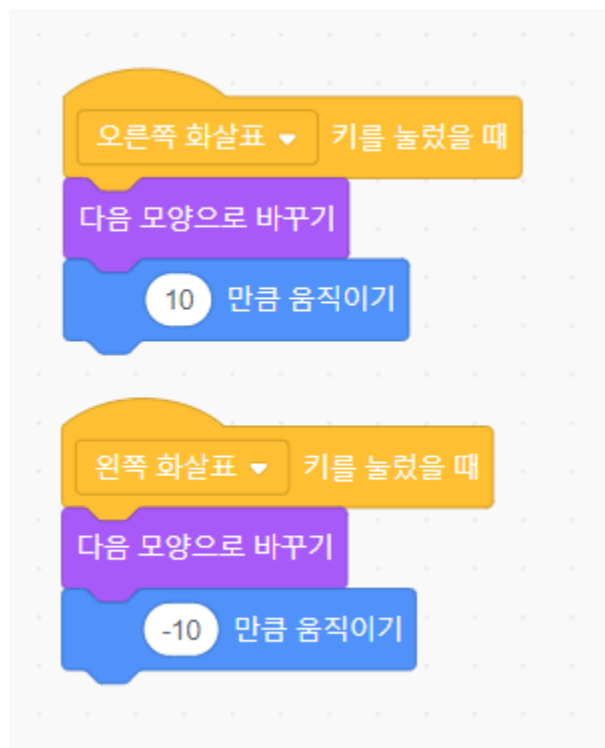 오른쪽 화살표 키를 눌렀을 때
다음 모양으로 바꾸기
10 만큼 움직이기
왼쪽 화살표 키를 눌렀을 때
다음 모양으로 바꾸기
-10 만큼 움직이기